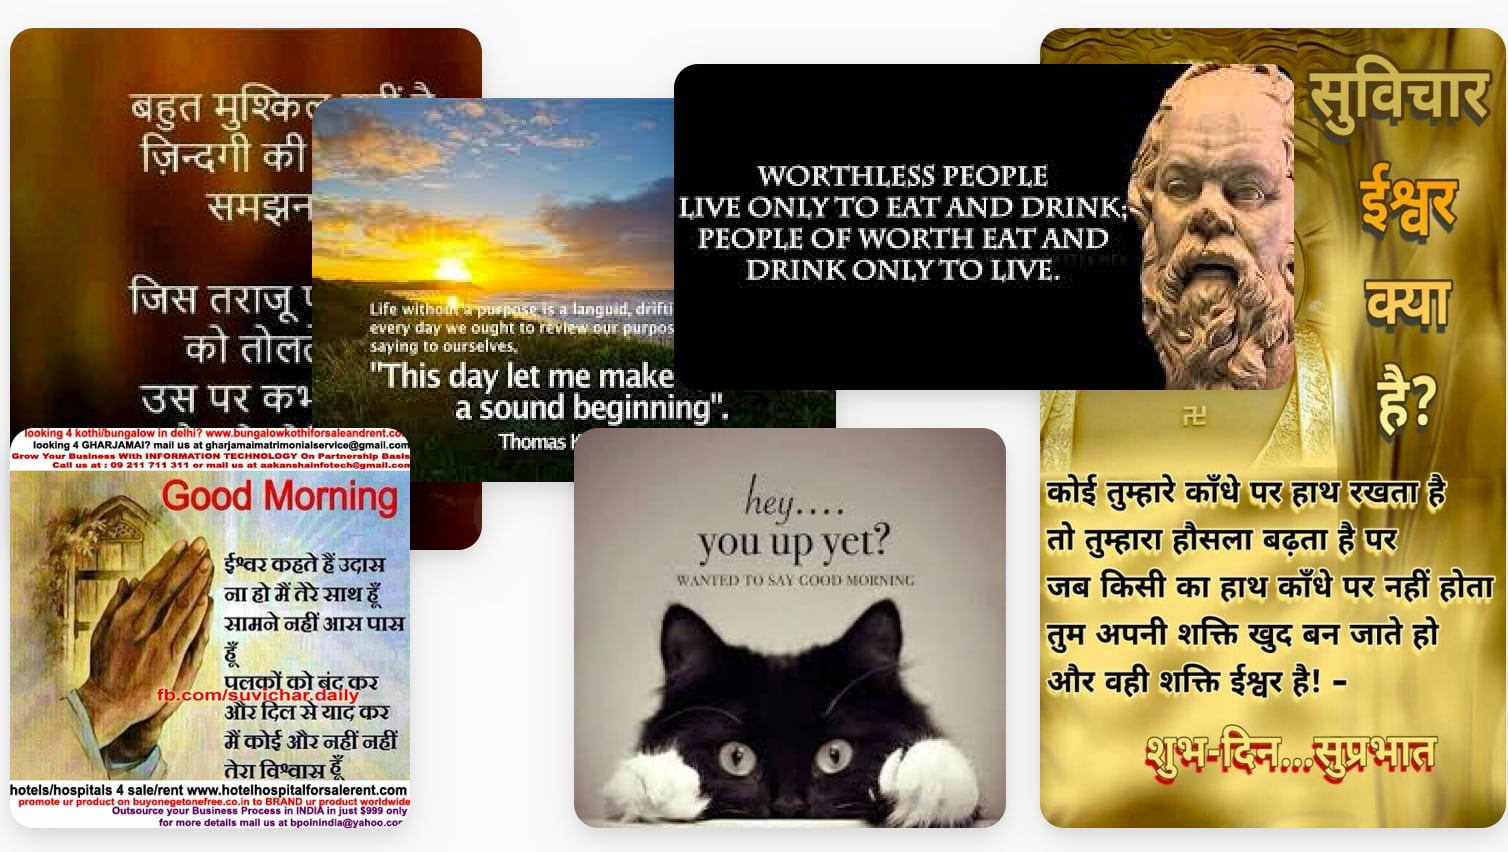 बहुत मुश्किल
ज़िन्दगी की
समझन
जिस तराजू
को तोलते
उस पर कभ
Life without a purpose is a languid, drifti
every day we ought to review our purpos
saying to ourselves,
"This day let me make
a sound beginning".
Thomas K
WORTHLESS PEOPLE
LIVE ONLY TO EAT AND DRINK;
PEOPLE OF WORTH EAT AND
DRINK ONLY TO LIVE.
सुविचार
ईश्वर
क्या
है?
卐
कोई तुम्हारे काँधे पर हाथ रखता है
तो तुम्हारा हौसला बढ़ता है पर
जब किसी का हाथ काँधे पर नहीं होता
तुम अपनी शक्ति खुद बन जाते हो
और वही शक्ति ईश्वर है! –
शुभ-दिन...सुप्रभात
looking 4 kothi/bungalow in delhi? www.bungalowkothiforsaleandrent.co
looking 4 GHARJAMAI? mail us at gharjamaimatrimonialservice@gmail.com
Grow Your Business With INFORMATION TECHNOLOGY On Partnership Basis
Call us at : 09 211 711 311 or mail us at aakanshainfotech@gmail.com
Good Morning
ईश्वर कहते हैं उदास
ना हो मैं तेरे साथ हूँ
सामने नहीं आस पास
हूँ
पलकों को बंद कर
fb.com/suvichar.daily
और दिल से याद कर
मैं कोई और नहीं नहीं
तेरा विश्वास हूँ
hotels/hospitals 4 sale/rent www.hotelhospitalforsalerent.com
promote ur product on buyonegetonefree.co.in to BRAND ur product worldwide
Outsource your Business Process in INDIA in just $999 only
for more details mail us at bpoinindia@yahoo.co
hey....
you up yet?
WANTED TO SAY GOOD MORNING